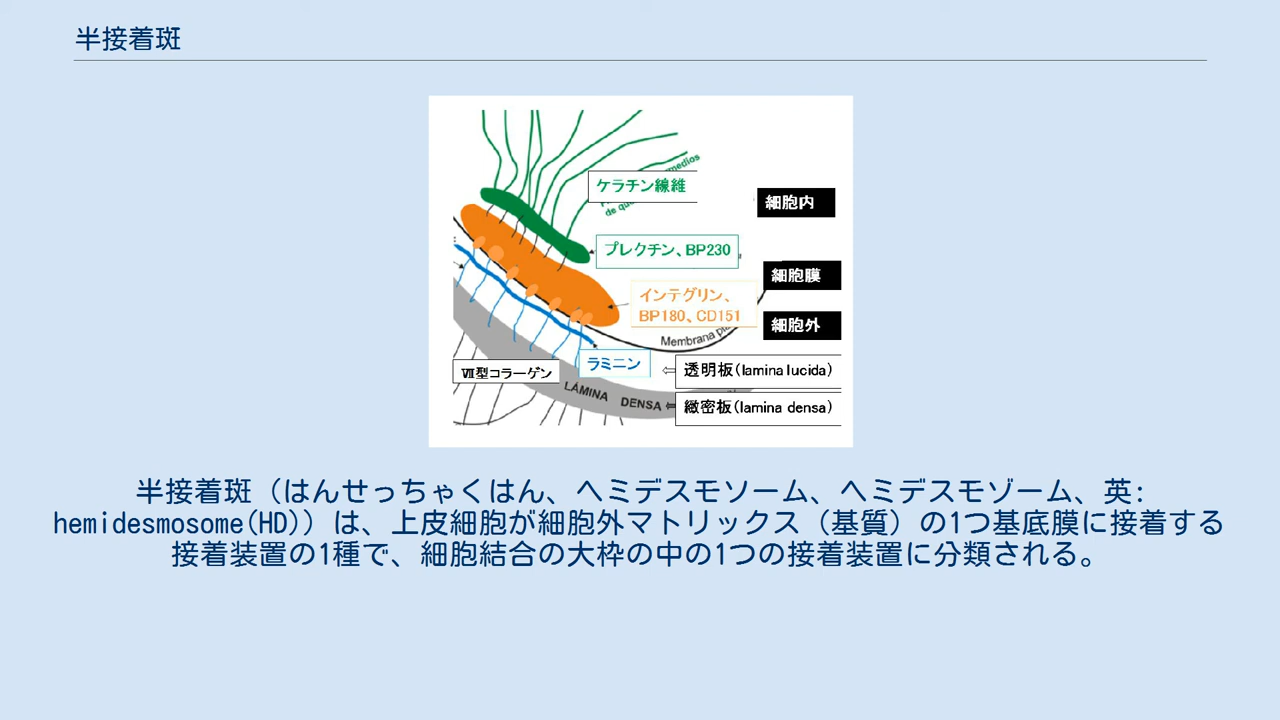 半接着斑
medios
ケラチン線維
de qu
細胞内
プレクチン、BP230
細胞膜
インテグリン、
BP180、CD151
細胞外
Membrana pl
ラミニン
透明板(lamina lucida)
Ⅶ型コラーゲン
LÁMINA DENSA
緻密板(lamina densa)
半接着斑（はんせっちゃくはん、ヘミデスモソーム、ヘミデスモゾーム、英:
hemidesmosome(HD)）は、上皮細胞が細胞外マトリックス（基質）の1つ基底膜に接着する
接着装置の1種で、細胞結合の大枠の中の1つの接着装置に分類される。